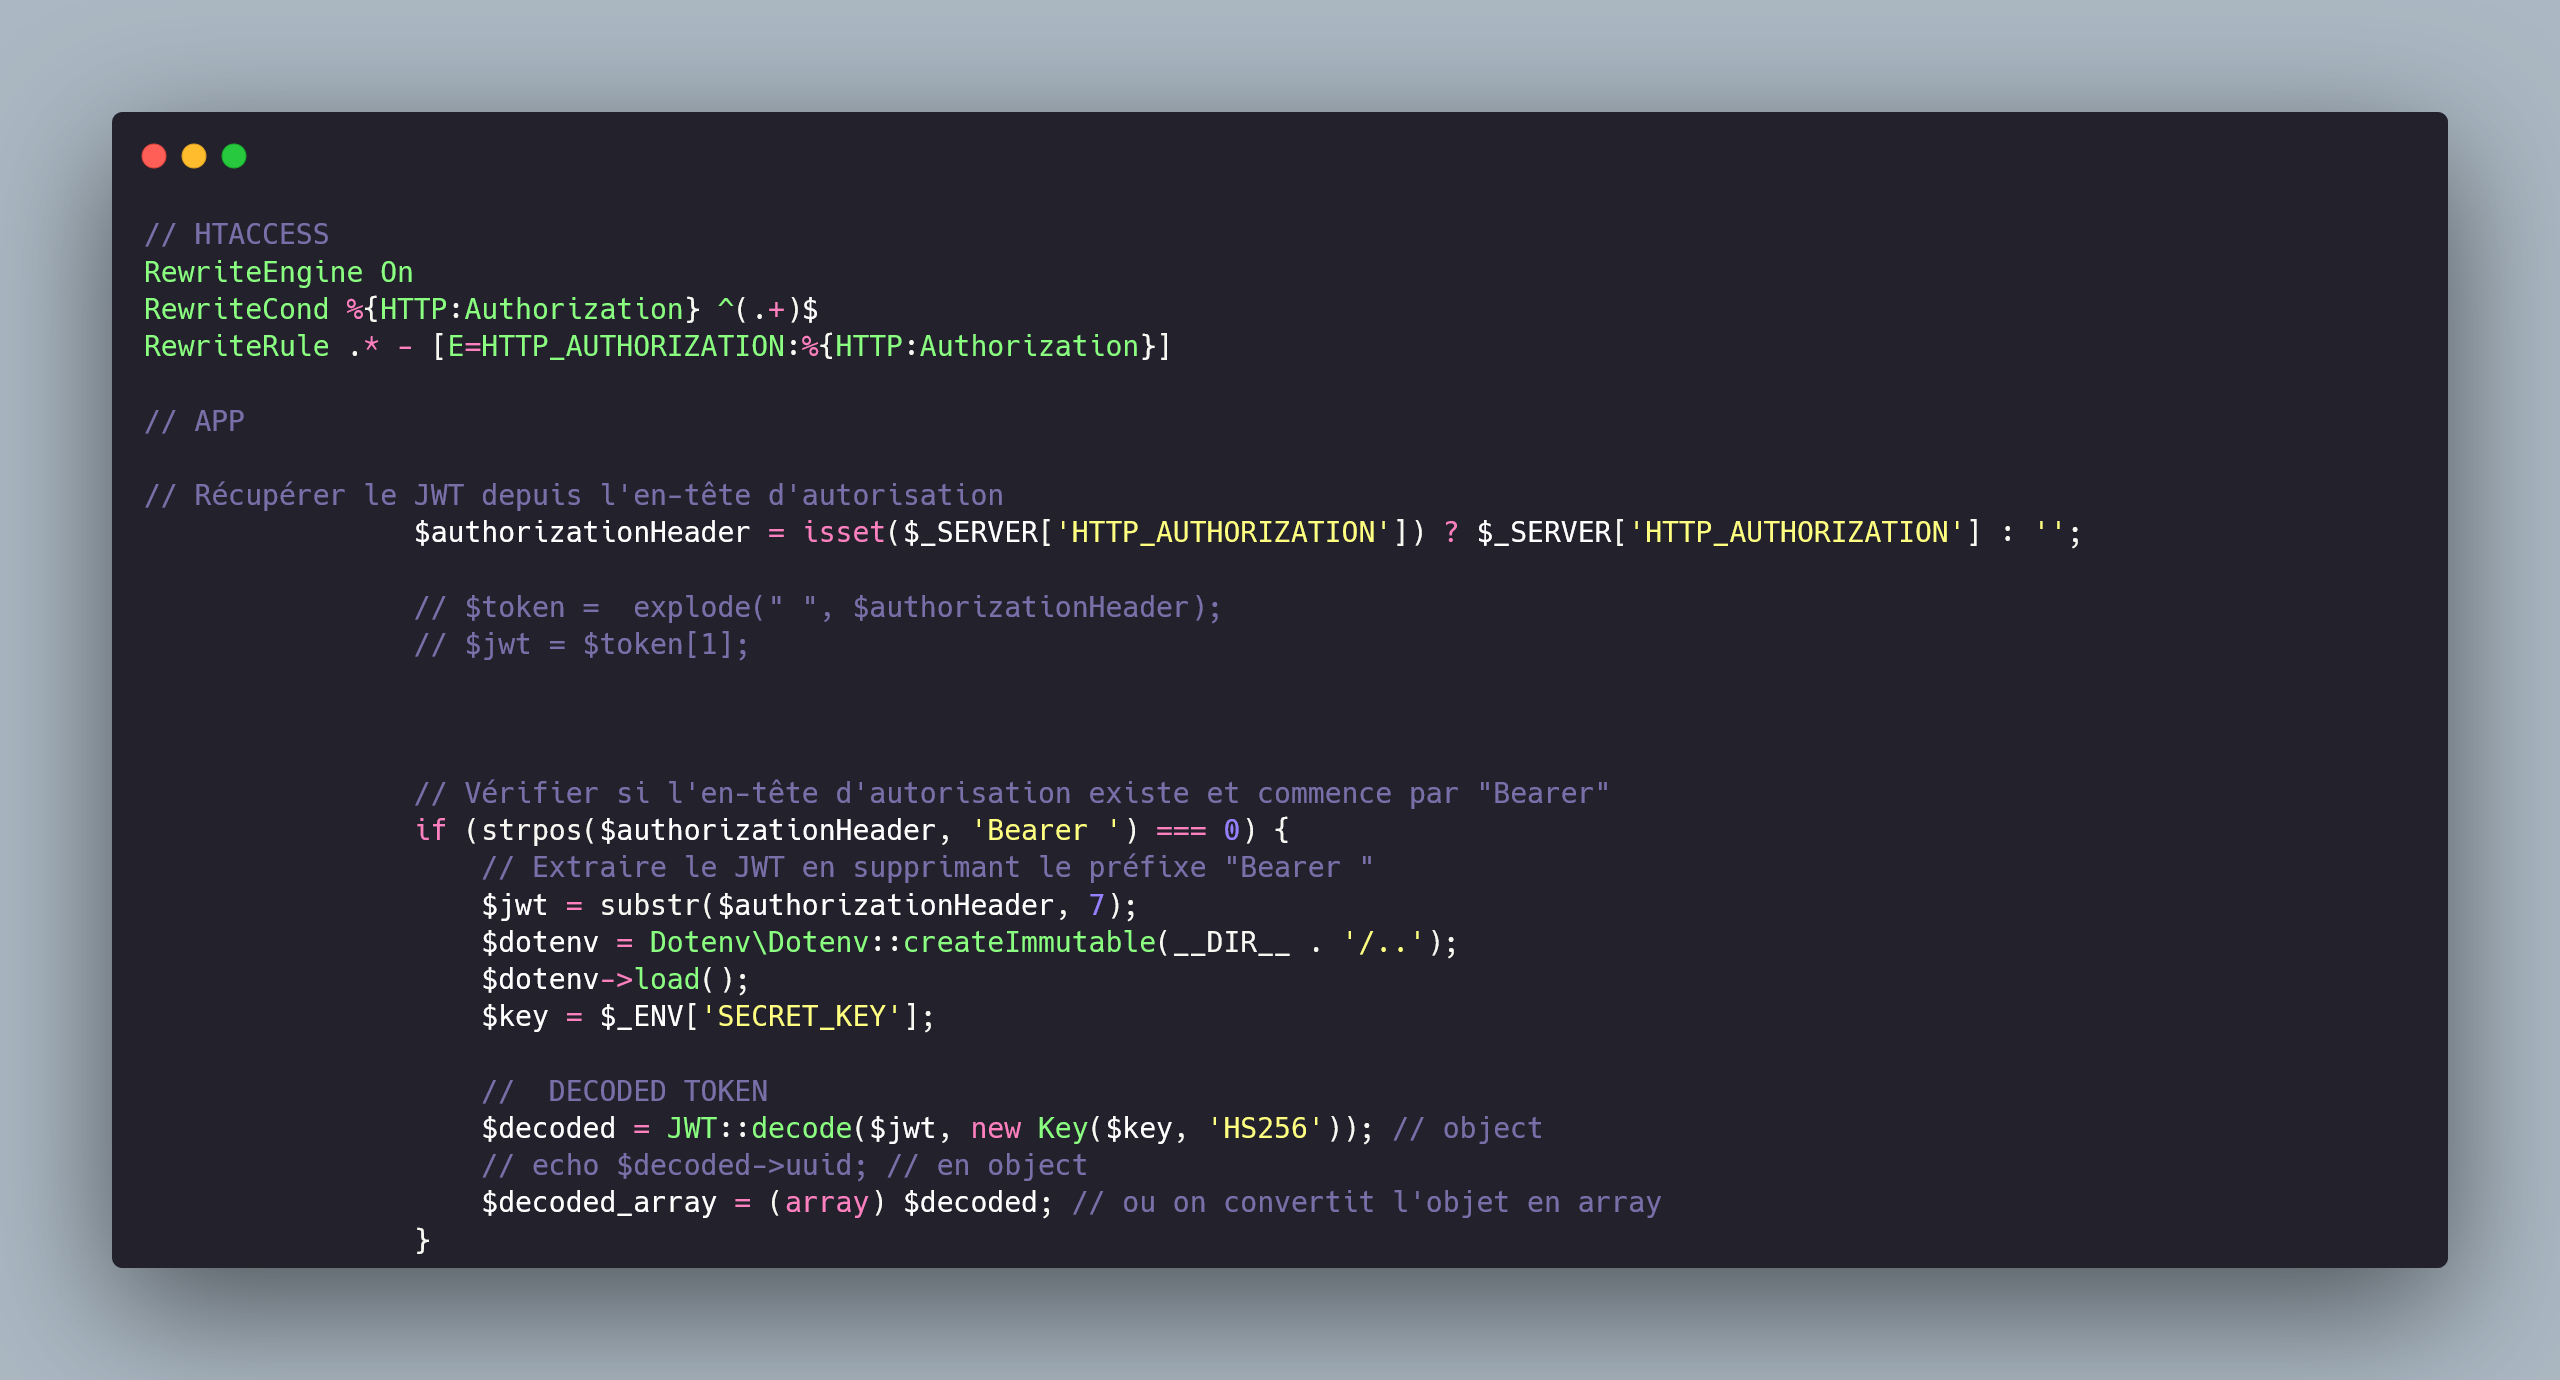 // HTACCESS
RewriteEngine On
RewriteCond %{HTTP:Authorization} ^(.+)$
RewriteRule .* - [E=HTTP_AUTHORIZATION:%{HTTP:Authorization}]
// APP
// Récupérer le JWT depuis l'en-tête d'autorisation
$authorizationHeader = isset($_SERVER['HTTP_AUTHORIZATION']) ? $_SERVER['HTTP_AUTHORIZATION'] : '';
// $token =  explode(" ", $authorizationHeader);
// $jwt = $token[1];
// Vérifier si l'en-tête d'autorisation existe et commence par "Bearer"
if (strpos($authorizationHeader, 'Bearer ') === 0) {
// Extraire le JWT en supprimant le préfixe "Bearer "
$jwt = substr($authorizationHeader, 7);
$dotenv = Dotenv\Dotenv::createImmutable(__DIR__ . '/..');
$dotenv->load();
$key = $_ENV['SECRET_KEY'];
//  DECODED TOKEN
$decoded = JWT::decode($jwt, new Key($key, 'HS256')); // object
// echo $decoded->uuid; // en object
$decoded_array = (array) $decoded; // ou on convertit l'objet en array
}